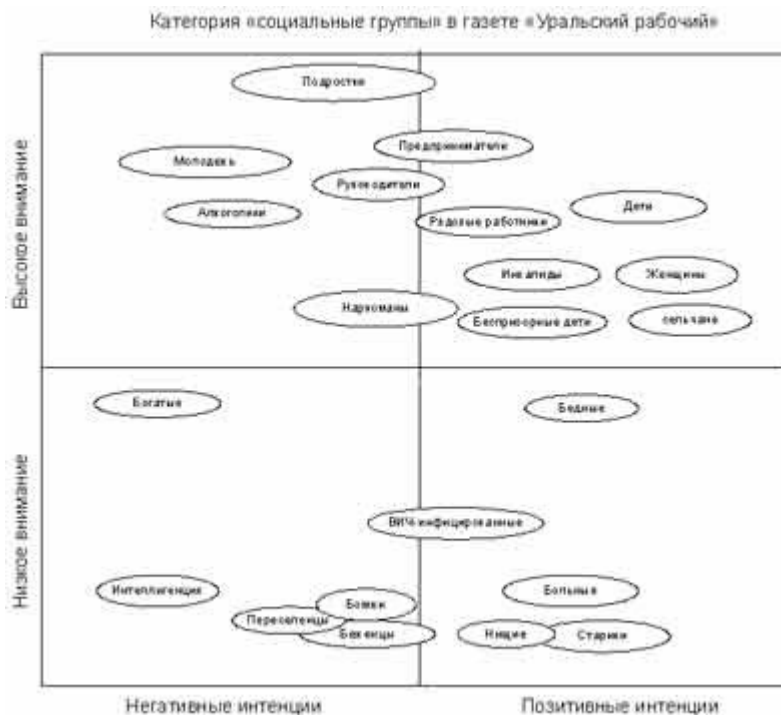 Категория «социальные группы» в газете «Уральский рабочий»
Высокое внимание
Подростки
Предприниматели
Молодежь
Руководители
Алкоголики
Дети
Рядовые работники
Инвалиды
Женщины
Наркоманы
Беспризорные дети
сельчане
Низкое внимание
Богатые
Бедные
ВИЧ-инфицированные
Интеллигенция
Больные
Бомжи
Переселенцы
Беженцы
Нищие
Старики
Негативные интенции
Позитивные интенции